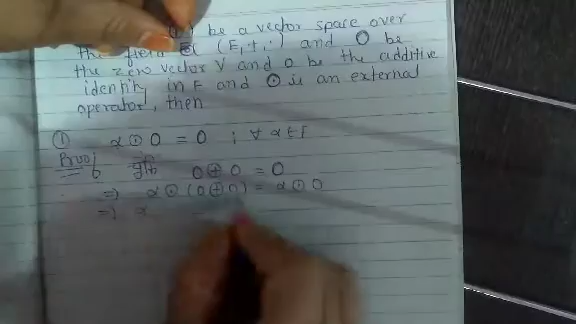 V be a vector space over
the field (F,+,·) and 0 be
the zero vector V and 0 be the additive
identity in F and ⊙ is an external
operator, then
① α ⊙ 0 = 0 ; ∀ α ∈ F
Proof 0 ⊕ 0 = 0
⇒ α ⊙ (0 ⊕ 0) = α ⊙ 0
⇒ α